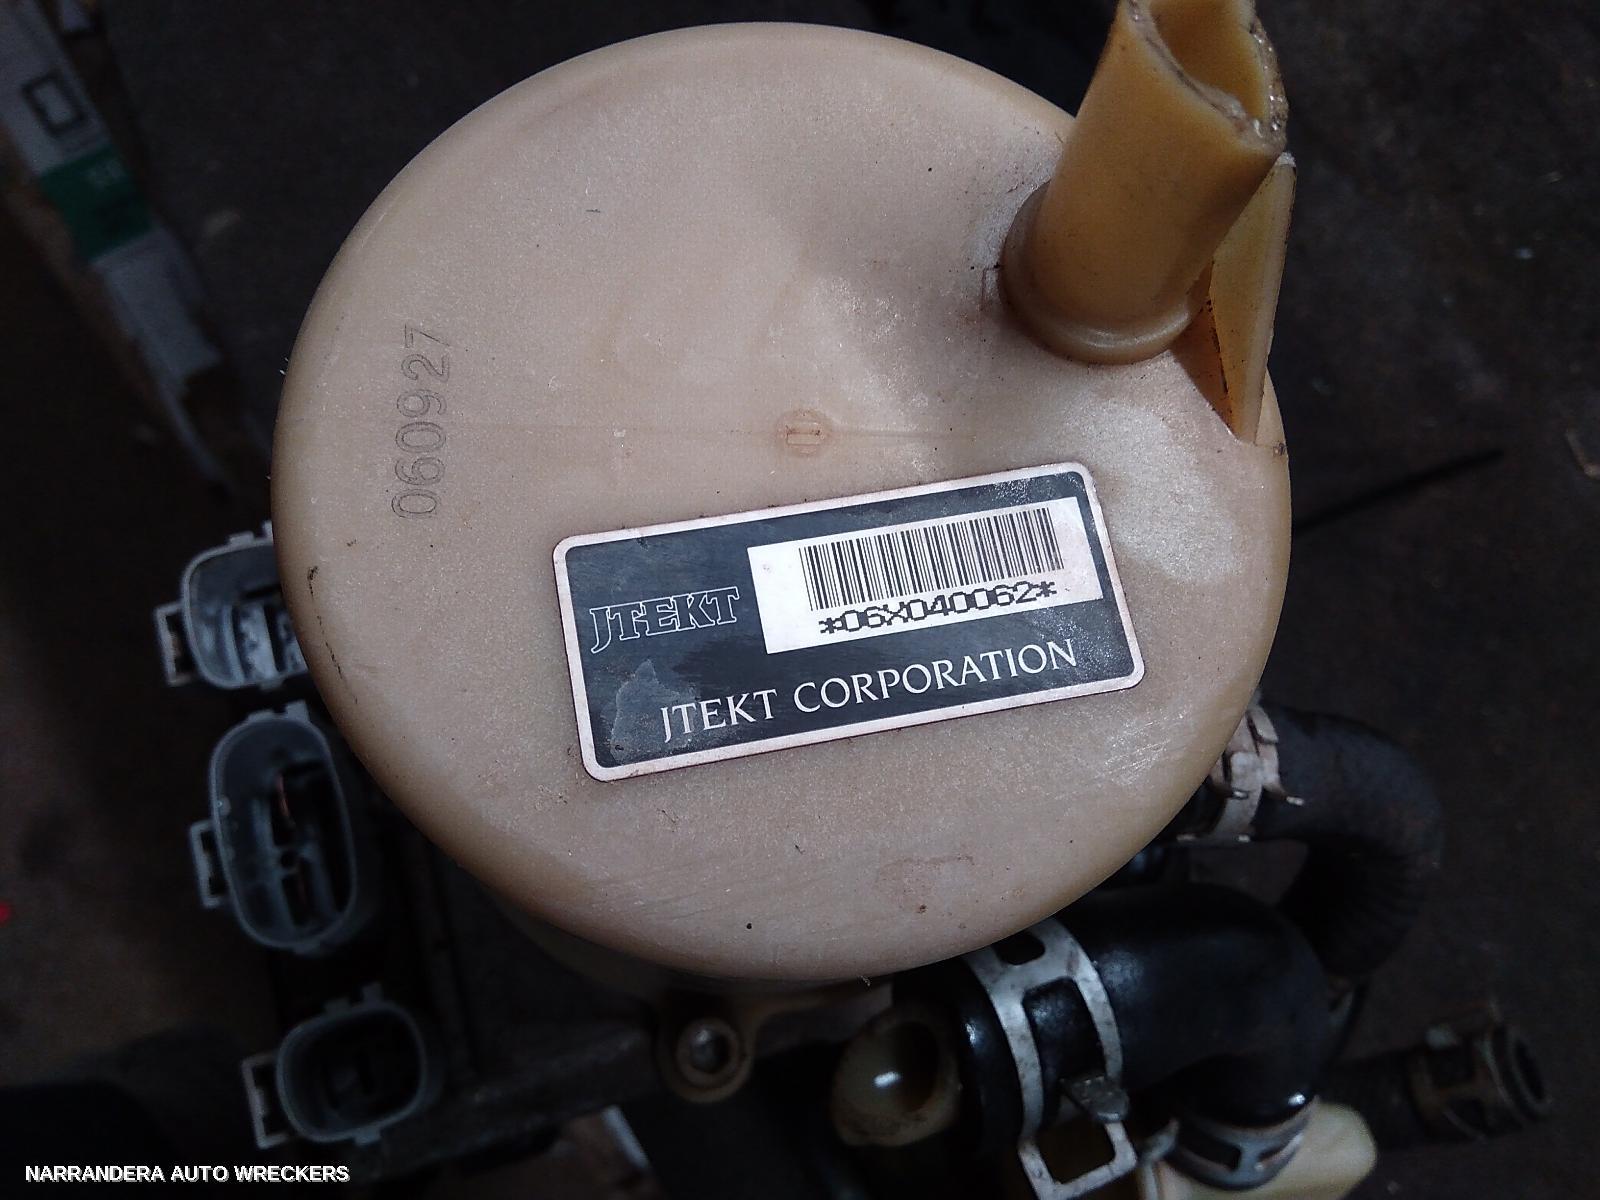 060927
JTEKT
*06X040062*
JTEKT CORPORATION
NARRANDERA AUTO WRECKERS